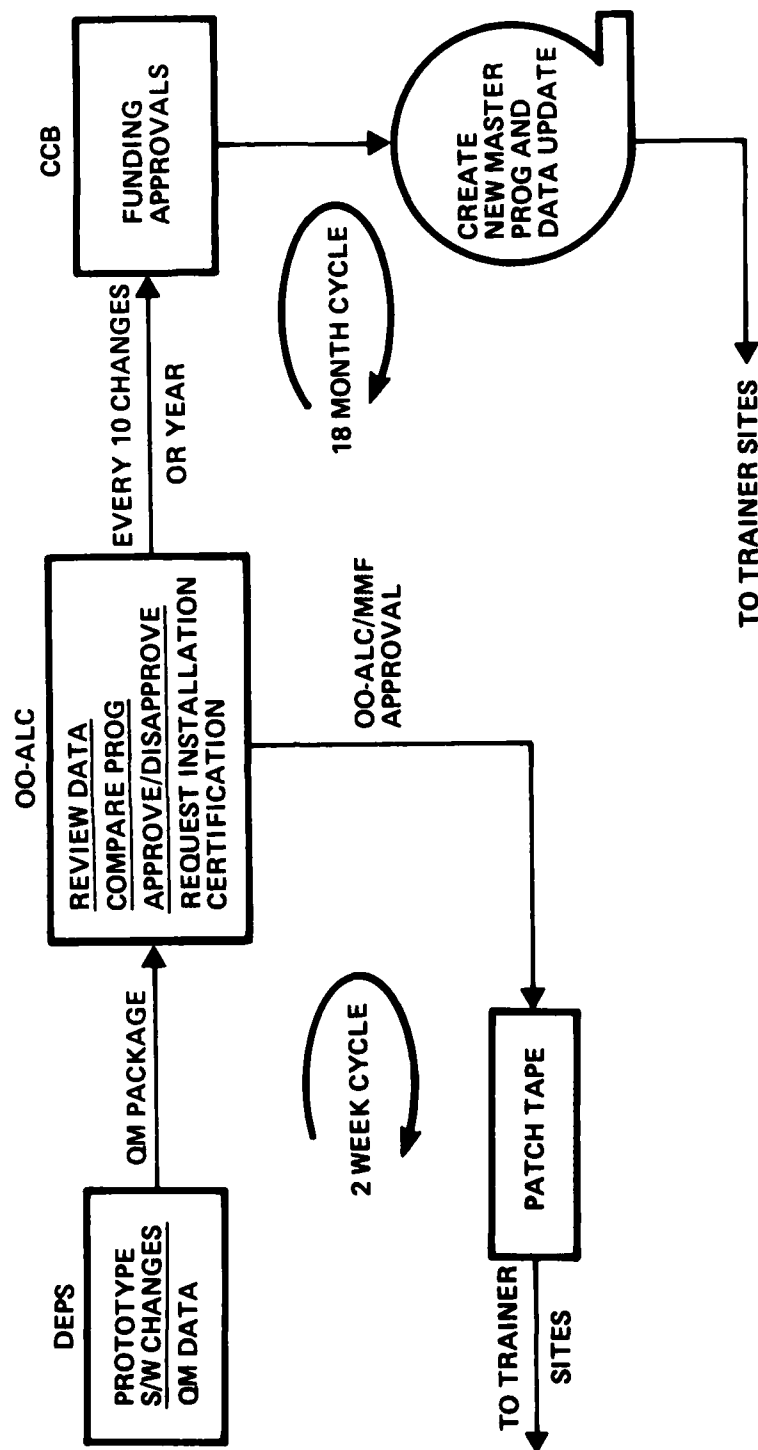 DEPS
PROTOTYPE
S/W CHANGES
QM DATA
QM PACKAGE
OO-ALC
REVIEW DATA
COMPARE PROG
APPROVE/DISAPPROVE
REQUEST INSTALLATION
CERTIFICATION
EVERY 10 CHANGES
OR YEAR
CCB
FUNDING
APPROVALS
2 WEEK CYCLE
18 MONTH CYCLE
OO-ALC/MMF
APPROVAL
PATCH TAPE
TO TRAINER
SITES
CREATE
NEW MASTER
PROG AND
DATA UPDATE
TO TRAINER SITES